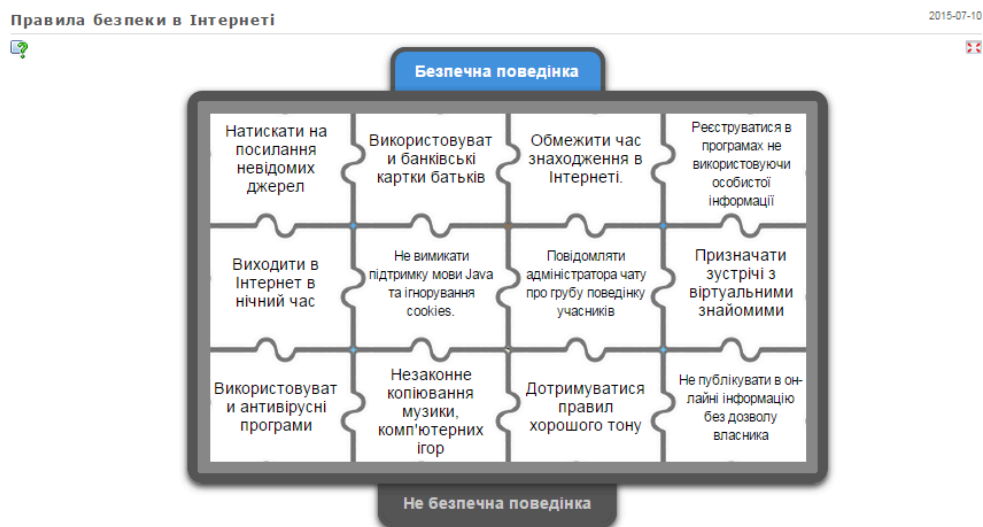 Правила безпеки в Інтернеті
2015-07-10
Безпечна поведінка
Натискати на
посилання
невідомих
джерел
Використовуват
и банківські
картки батьків
Обмежити час
знаходження в
Інтернеті.
Реєструватися в
програмах не
використовуючи
особистої
інформації
Виходити в
Інтернет в
нічний час
Не вимикати
підтримку мови Java
та ігнорування
cookies.
Повідомляти
адміністратора чату
про грубу поведінку
учасників
Призначати
зустрічі з
віртуальними
знайомими
Використовуват
и антивірусні
програми
Незаконне
копіювання
музики,
комп'ютерних
ігор
Дотримуватися
правил
хорошого тону
Не публікувати в он-
лайні інформацію
без дозволу
власника
Не безпечна поведінка